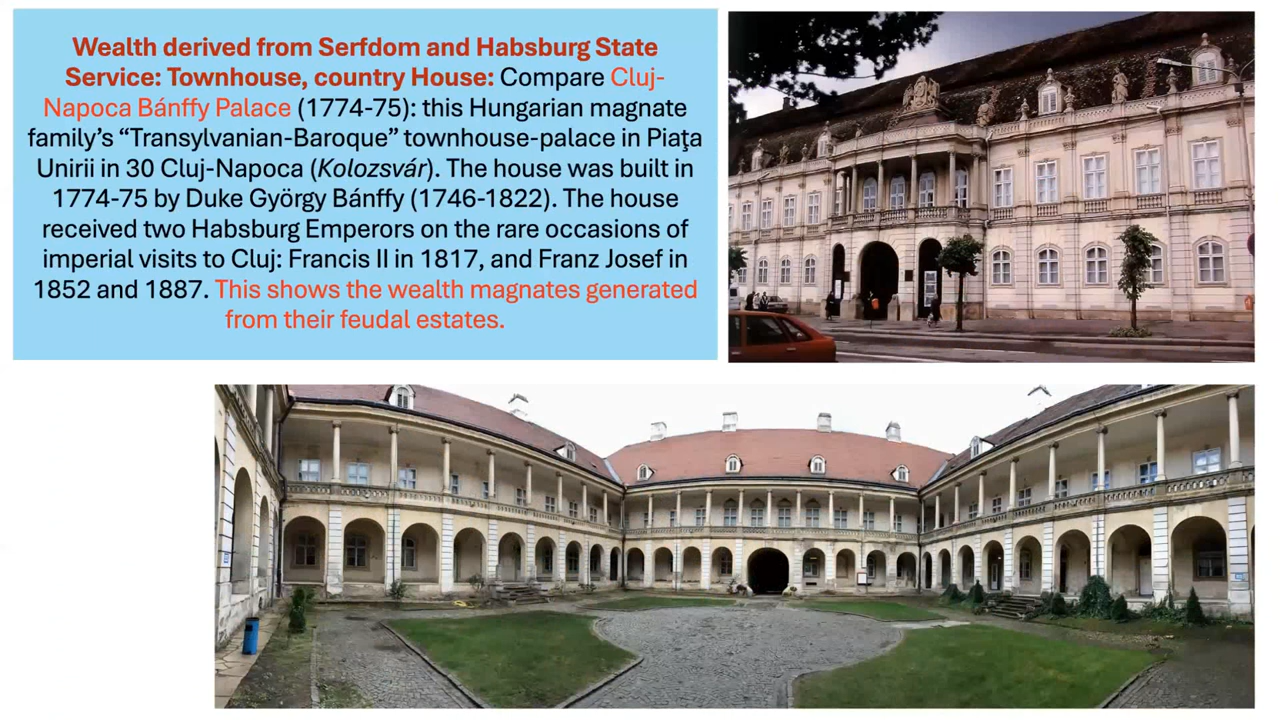 Wealth derived from Serfdom and Habsburg State
Service: Townhouse, country House: Compare Cluj-
Napoca Bánffy Palace (1774-75): this Hungarian magnate
family’s “Transylvanian-Baroque” townhouse-palace in Piaţa
Unirii in 30 Cluj-Napoca (Kolozsvár). The house was built in
1774-75 by Duke György Bánffy (1746-1822). The house
received two Habsburg Emperors on the rare occasions of
imperial visits to Cluj: Francis II in 1817, and Franz Josef in
1852 and 1887. This shows the wealth magnates generated
from their feudal estates.